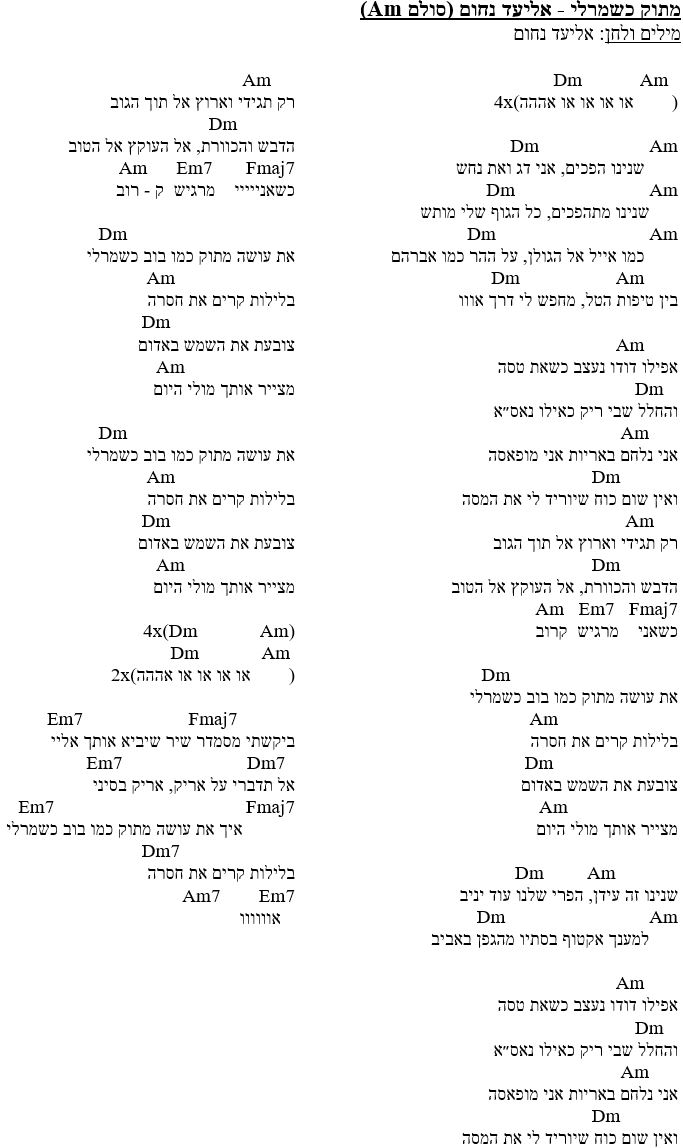 מתוק כשמרלי - אליעד נחום (סולם Am)
מילים ולחן: אליעד נחום
Am Dm
( או או או או אהההה)4x
Am Dm
שנינו הפכים, אני דג ואת נחש
Am Dm
שנינו מתהפכים, כל הגוף שלי מותש
Am Dm
כמו אייל אל הגולן, על ההר כמו אברהם
Am Dm
בין טיפות הטל, מחפש לי דרך אווו
Am
אפילו דודו נעצב כשאת טסה
Dm
והחלל שבי ריק כאילו נאס״א
Am
אני נלחם באריות אני מופאסה
Dm
ואין שום כוח שיוריד לי את המסה
Am
רק תגידי וארוץ אל תוך הגוב
Dm
הדבש והכוורת, אל העוקץ אל הטוב
Fmaj7 Em7 Am
כשאני מרגיש קרוב
Dm
את עושה מתוק כמו בוב כשמרלי
Am
בלילות קרים את חסרה
Dm
צובעת את השמש באדום
Am
מצייר אותך מולי היום
Am Dm
שנינו זה עידן, הפרי שלנו עוד יניב
Am Dm
למענך אקטוף בסתיו מהגפן באביב
Am
אפילו דודו נעצב כשאת טסה
Dm
והחלל שבי ריק כאילו נאס״א
Am
אני נלחם באריות אני מופאסה
Dm
ואין שום כוח שיוריד לי את המסה
Am
רק תגידי וארוץ אל תוך הגוב
Dm
הדבש והכוורת, אל העוקץ אל הטוב
Fmaj7 Em7 Am
כשאנייייי מרגיש ק - רוב
Dm
את עושה מתוק כמו בוב כשמרלי
Am
בלילות קרים את חסרה
Dm
צובעת את השמש באדום
Am
מצייר אותך מולי היום
Dm
את עושה מתוק כמו בוב כשמרלי
Am
בלילות קרים את חסרה
Dm
צובעת את השמש באדום
Am
מצייר אותך מולי היום
(Am Dm)4x
Am Dm
( או או או או אהההה)2x
Fmaj7 Em7
ביקשתי מסמדר שיר שיביא אותך אליי
Dm7 Em7
אל תדברי על אריק, אריק בסיני
Fmaj7 Em7
איך את עושה מתוק כמו בוב כשמרלי
Dm7
בלילות קרים את חסרה
Em7 Am7
אוווווו